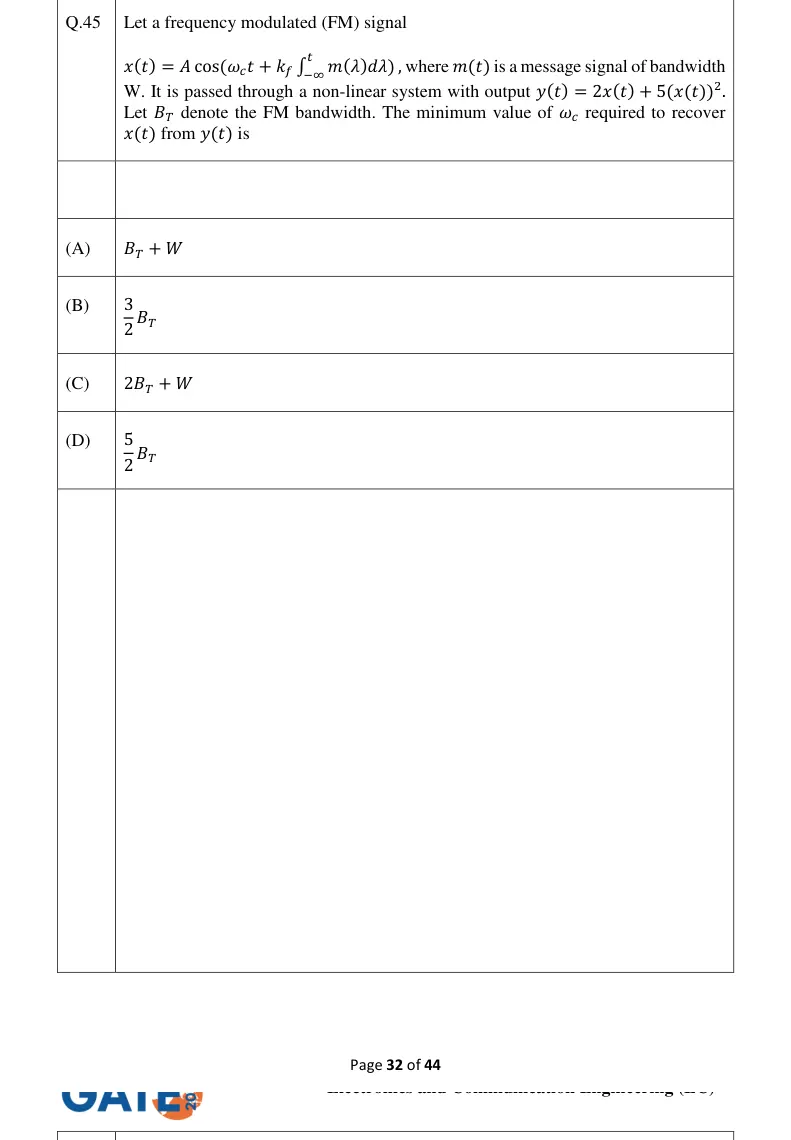 Q.45 Let a frequency modulated (FM) signal
x(t) = A cos(ω_c t + k_f ∫_{−∞}^{t} m(λ)dλ) , where m(t) is a message signal of bandwidth
W. It is passed through a non-linear system with output y(t) = 2x(t) + 5(x(t))².
Let B_T denote the FM bandwidth. The minimum value of ω_c required to recover
x(t) from y(t) is
(A) B_T + W
(B) 3/2 B_T
(C) 2B_T + W
(D) 5/2 B_T
Page 32 of 44
GATE 20